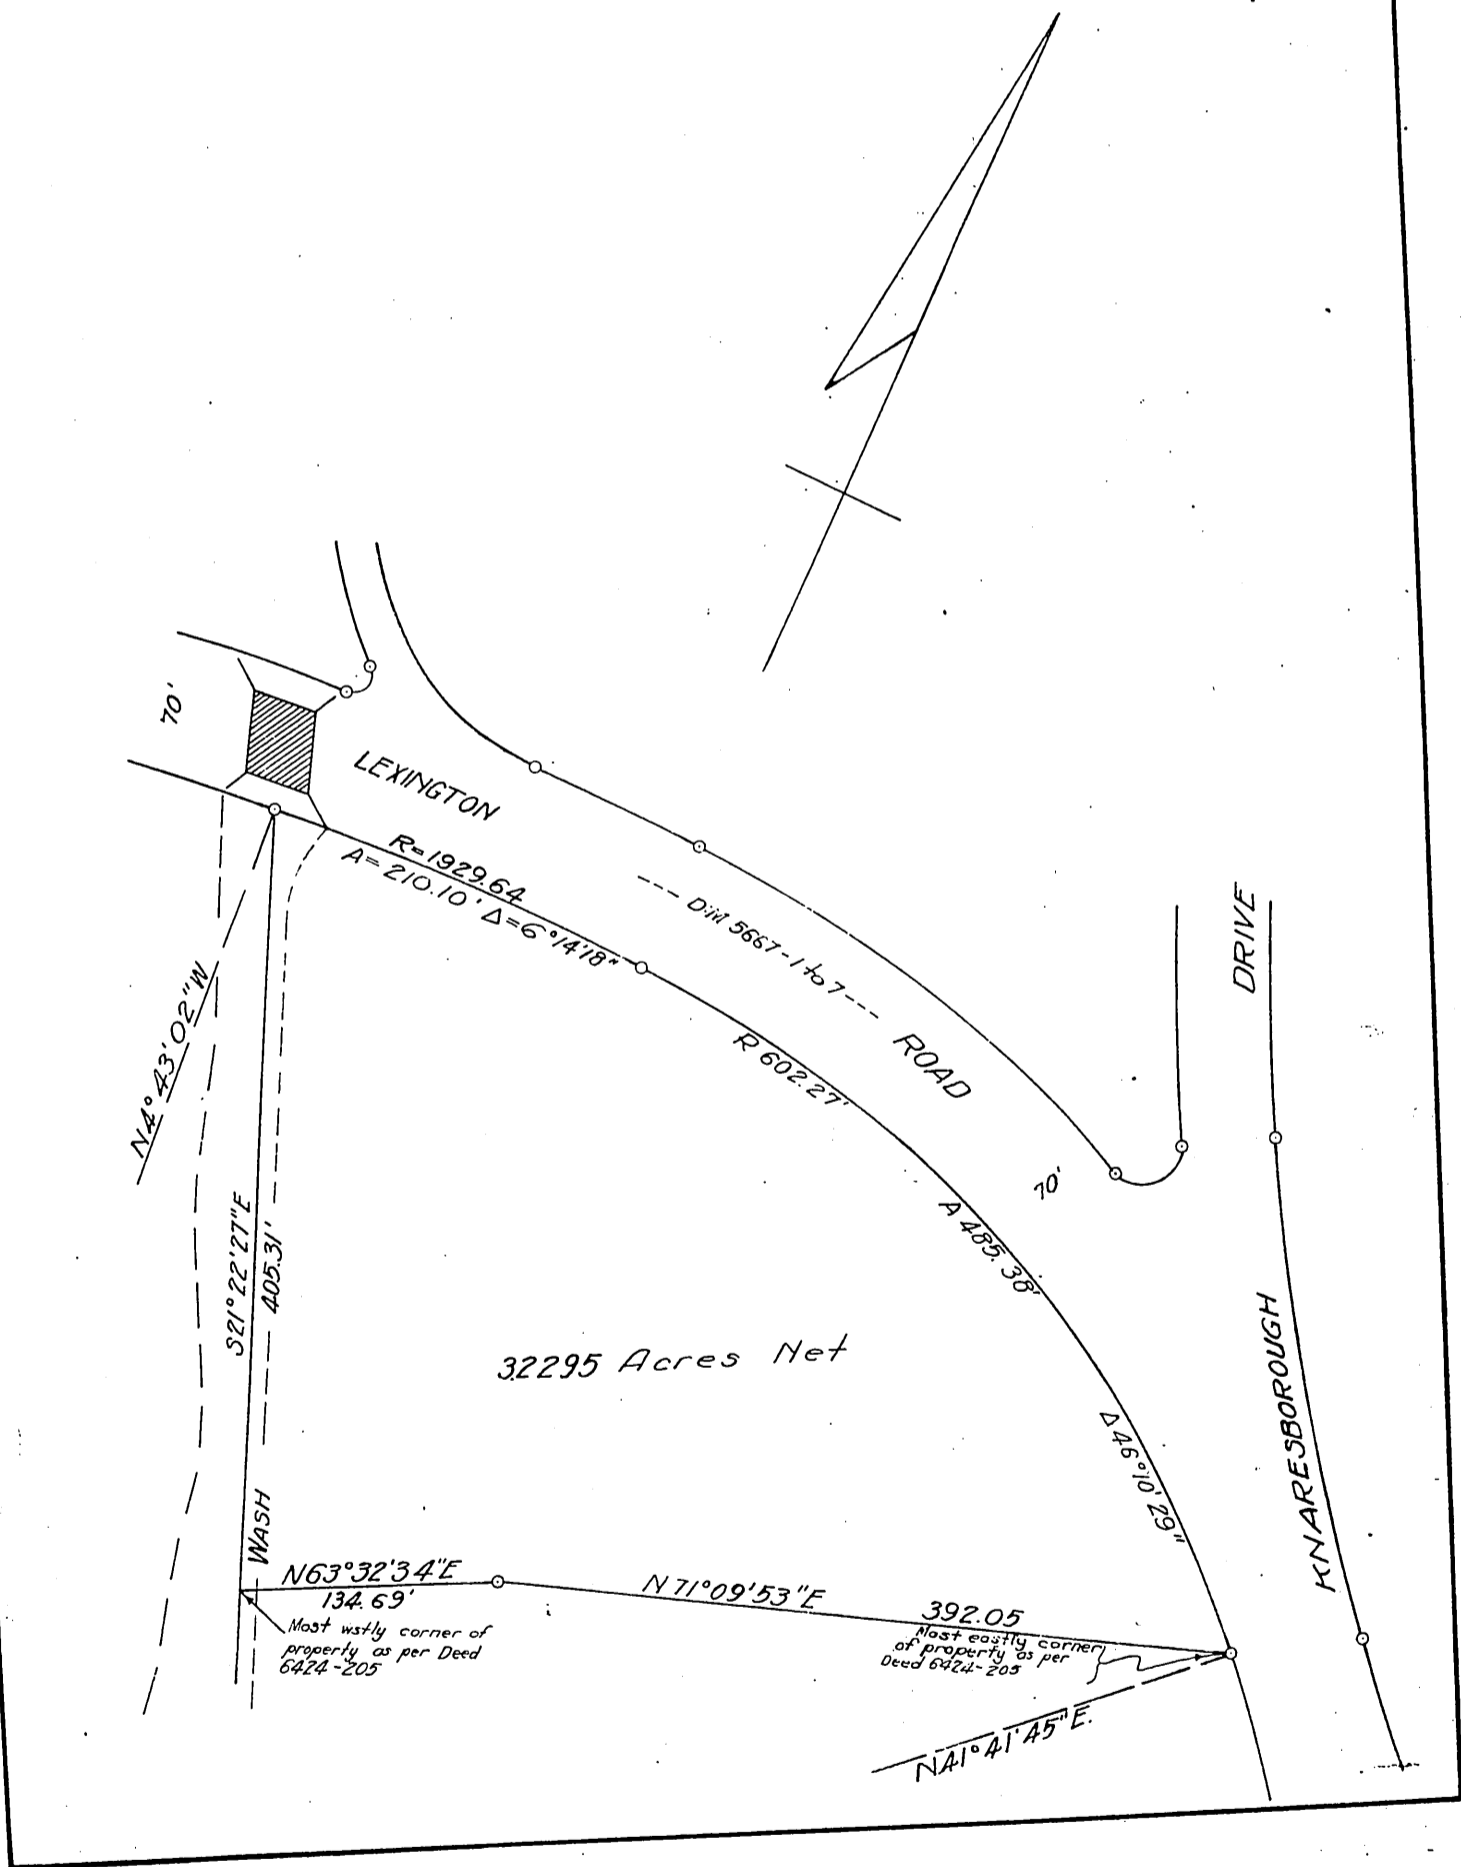 70'
LEXINGTON
R=1929.64
A=210.10' Δ=6°14'18"
D.M 5667-1 to 7
ROAD
DRIVE
N4°43'02"W
R 602.27'
70'
S21°22'27"E
405.31'
A 485.38'
32295 Acres Net
KNARESBOROUGH
Δ46°10'29"
WASH
N63°32'34"E
134.69'
N71°09'53"E
392.05
Most wstly corner of
property as per Deed
6424-205
Most eastly corner
of property as per
Deed 6424-205
N41°41'45"E.